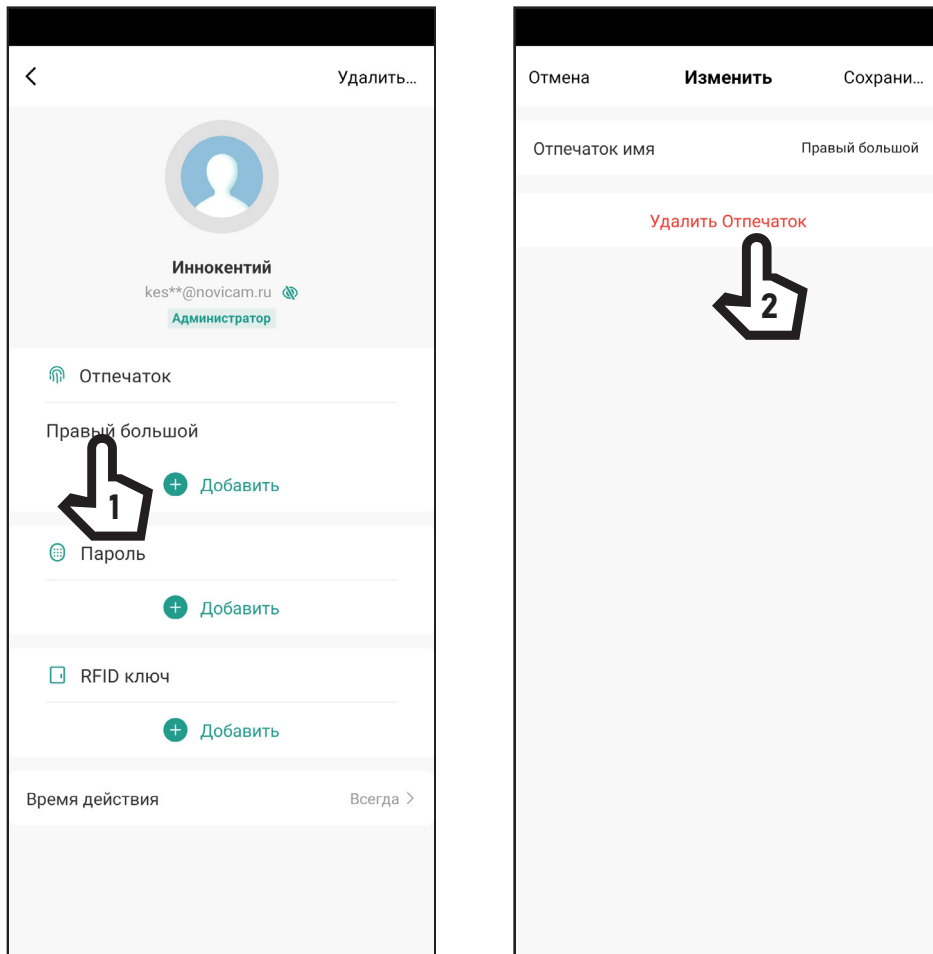 Удалить...
Иннокентий
kes**@novicam.ru
Администратор
Отпечаток
Правый большой
Добавить
1
Пароль
Добавить
RFID ключ
Добавить
Время действия
Всегда
Отмена
Изменить
Сохрани...
Отпечаток имя
Правый большой
Удалить Отпечаток
2